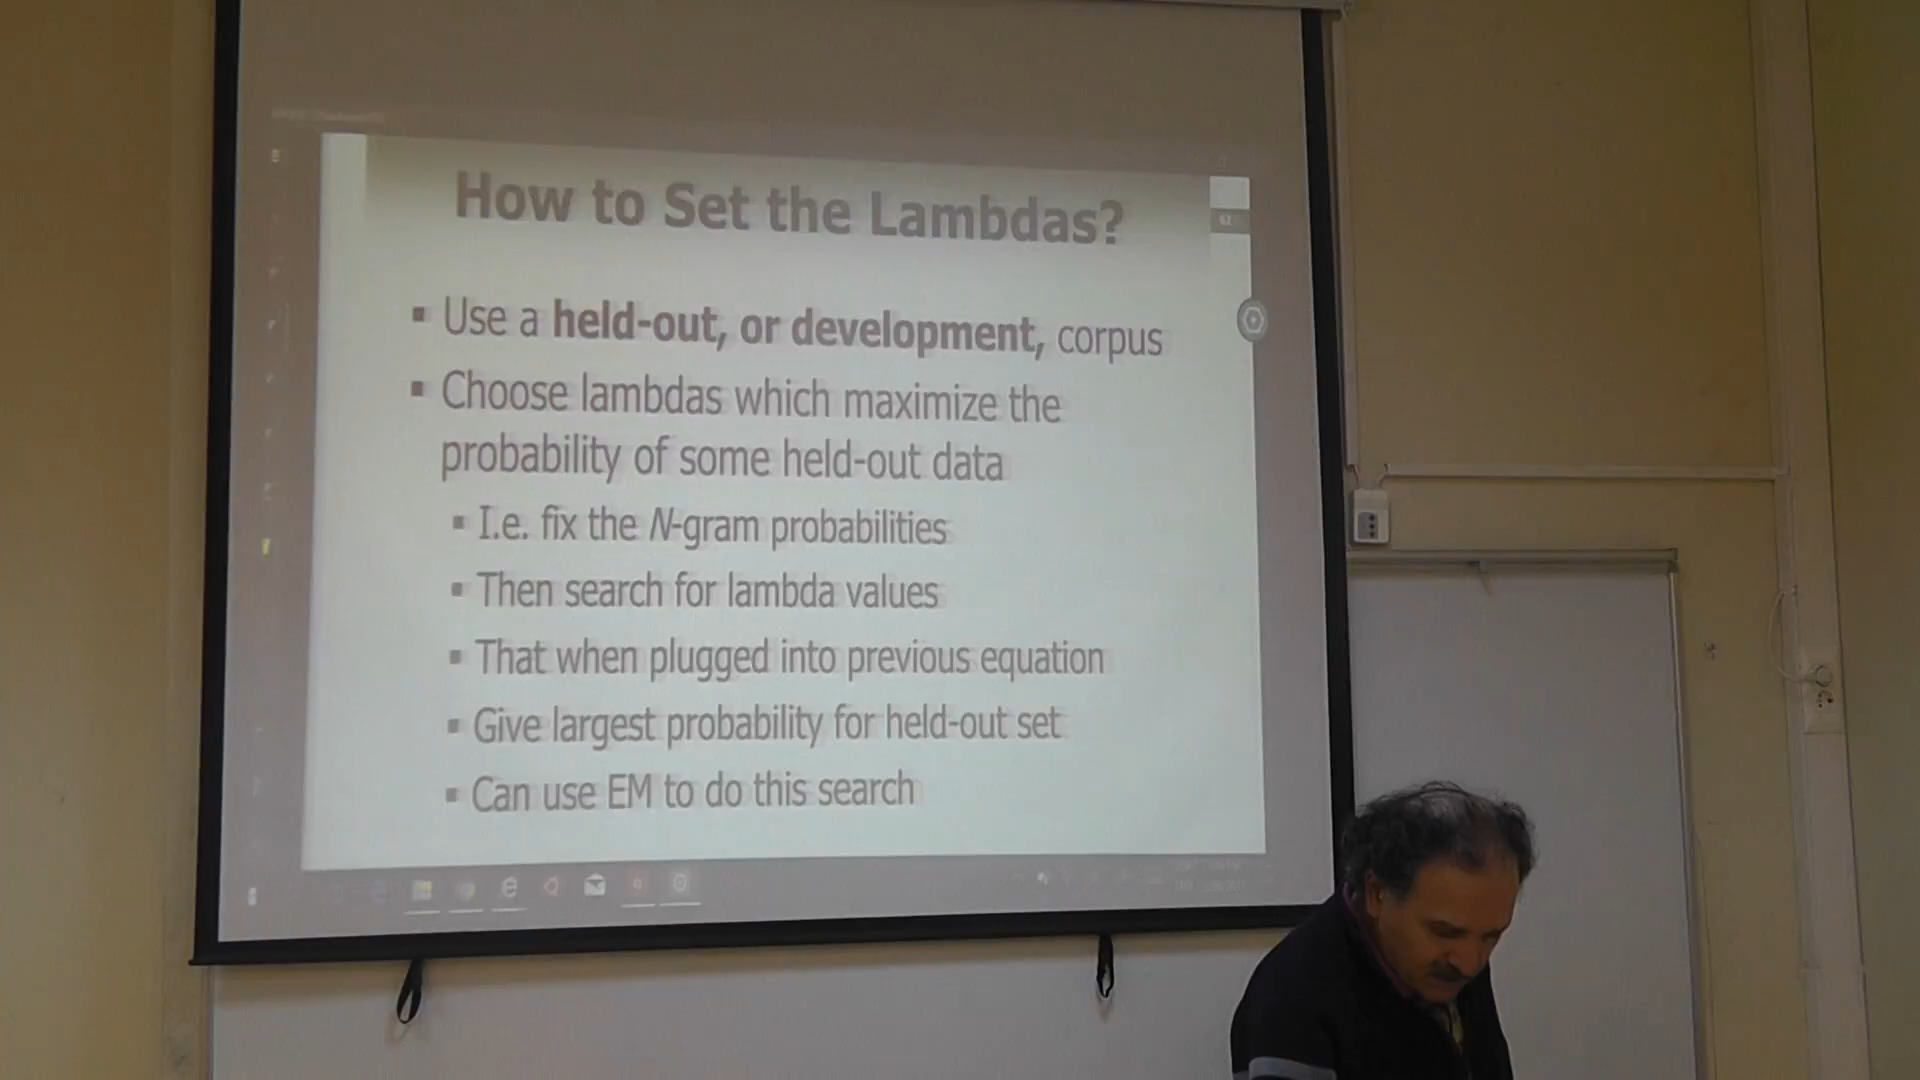 How to Set the Lambdas?
62
▪ Use a held-out, or development, corpus
▪ Choose lambdas which maximize the
probability of some held-out data
▪ I.e. fix the N-gram probabilities
▪ Then search for lambda values
▪ That when plugged into previous equation
▪ Give largest probability for held-out set
▪ Can use EM to do this search